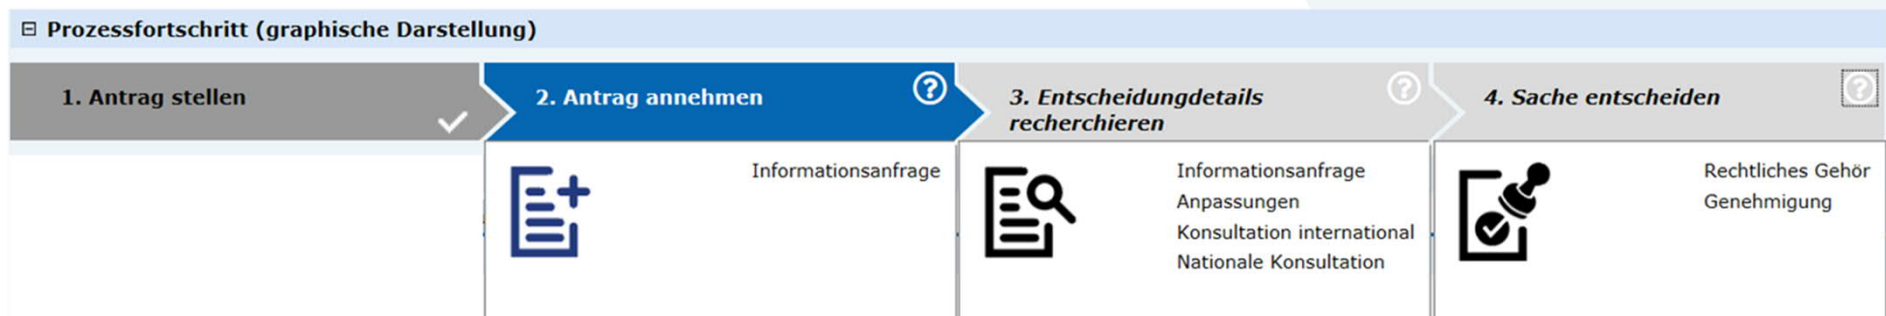 Prozessfortschritt (graphische Darstellung)
1. Antrag stellen
2. Antrag annehmen
3. Entscheidungdetails
recherchieren
4. Sache entscheiden
Informationsanfrage
Informationsanfrage
Anpassungen
Konsultation international
Nationale Konsultation
Rechtliches Gehör
Genehmigung